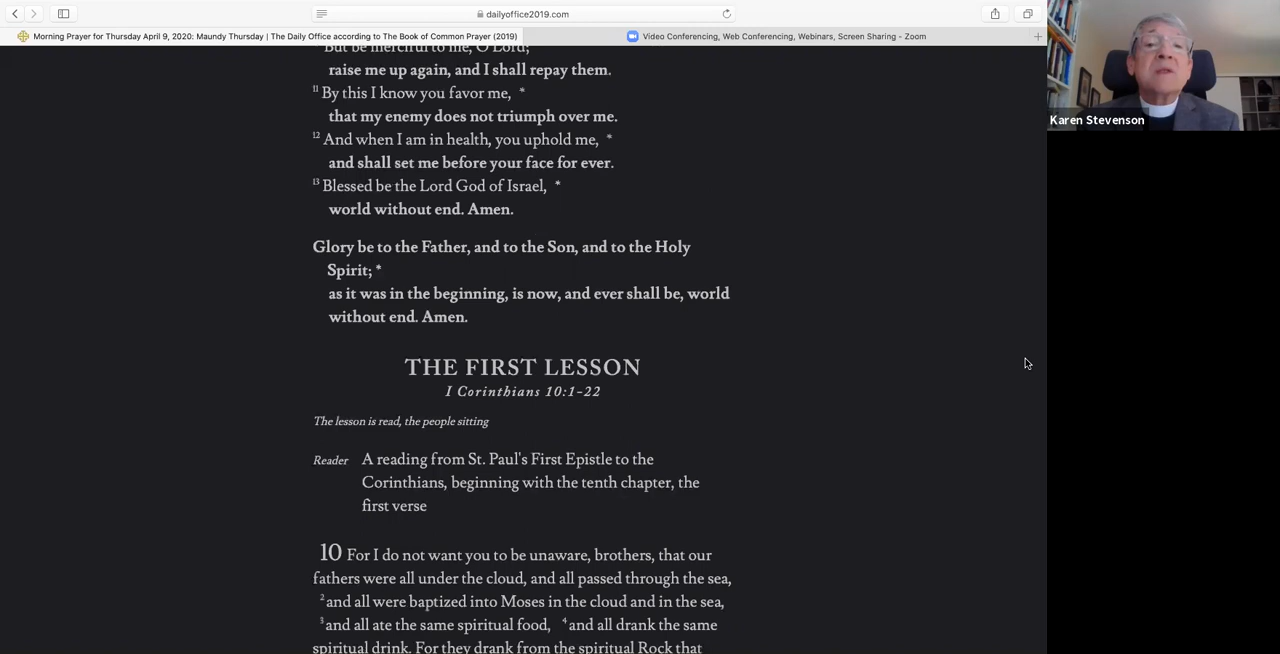 dailyoffice2019.com
Morning Prayer for Thursday April 9, 2020: Maundy Thursday | The Daily Office according to The Book of Common Prayer (2019)
Video Conferencing, Web Conferencing, Webinars, Screen Sharing - Zoom
But be merciful to me, O Lord;
raise me up again, and I shall repay them.
11 By this I know you favor me, *
that my enemy does not triumph over me.
12 And when I am in health, you uphold me, *
and shall set me before your face for ever.
13 Blessed be the Lord God of Israel, *
world without end. Amen.
Glory be to the Father, and to the Son, and to the Holy
Spirit; *
as it was in the beginning, is now, and ever shall be, world
without end. Amen.
THE FIRST LESSON
I Corinthians 10:1-22
The lesson is read, the people sitting
Reader A reading from St. Paul's First Epistle to the
Corinthians, beginning with the tenth chapter, the
first verse
10 For I do not want you to be unaware, brothers, that our
fathers were all under the cloud, and all passed through the sea,
2 and all were baptized into Moses in the cloud and in the sea,
3 and all ate the same spiritual food, 4 and all drank the same
spiritual drink. For they drank from the spiritual Rock that
Karen Stevenson